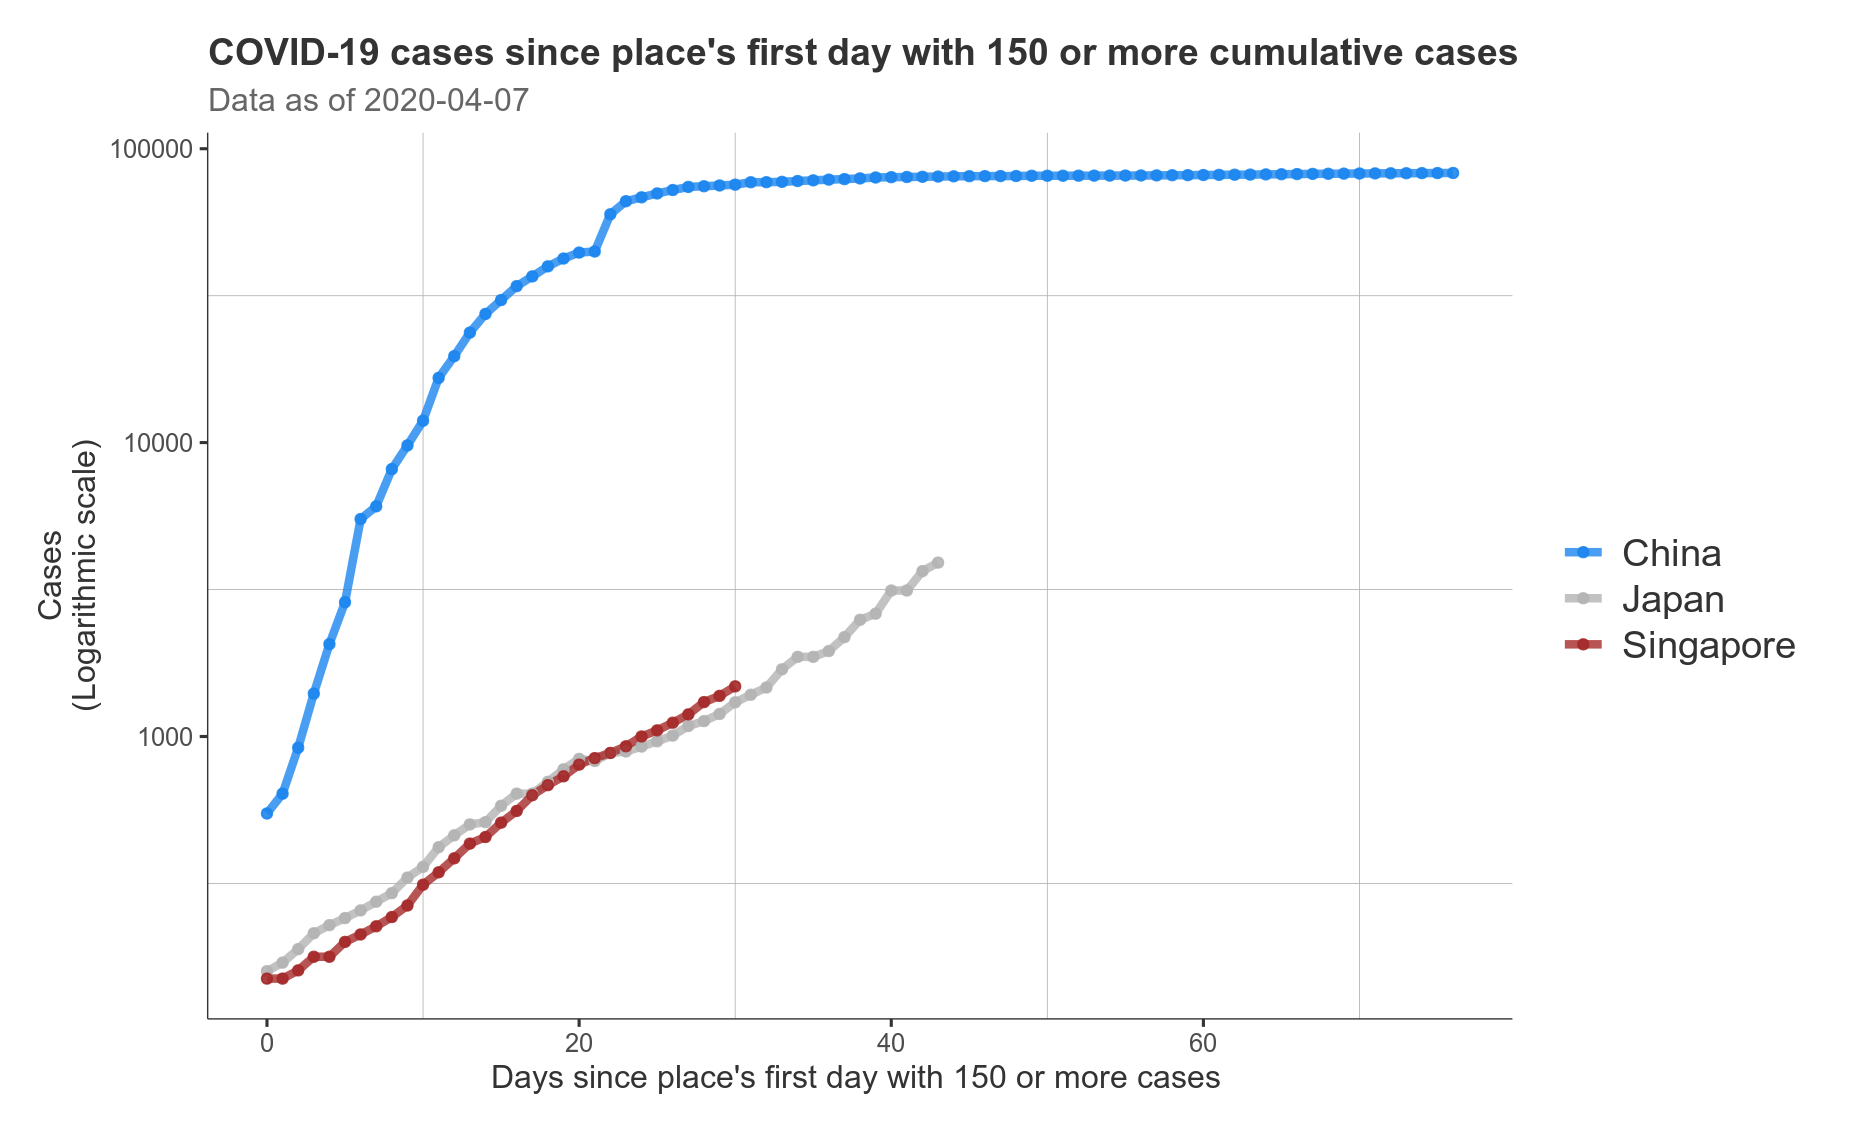 COVID-19 cases since place's first day with 150 or more cumulative cases
Data as of 2020-04-07
100000
10000
1000
Cases
(Logarithmic scale)
0
20
40
60
Days since place's first day with 150 or more cases
China
Japan
Singapore